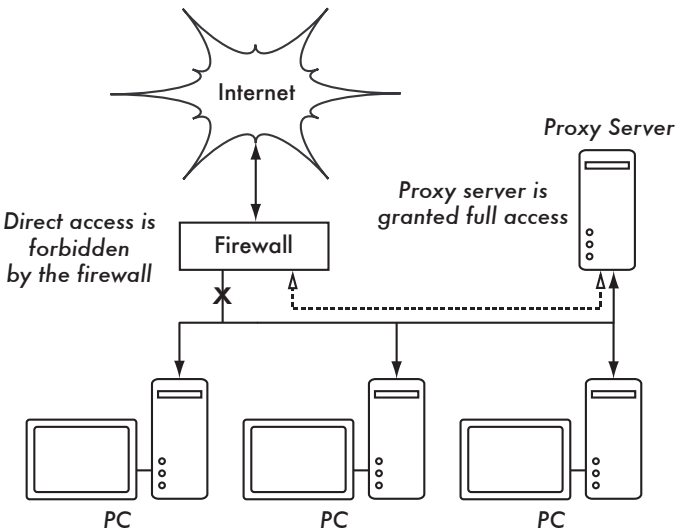 Internet
Proxy Server
Proxy server is
granted full access
Direct access is
forbidden
by the firewall
Firewall
X
PC
PC
PC